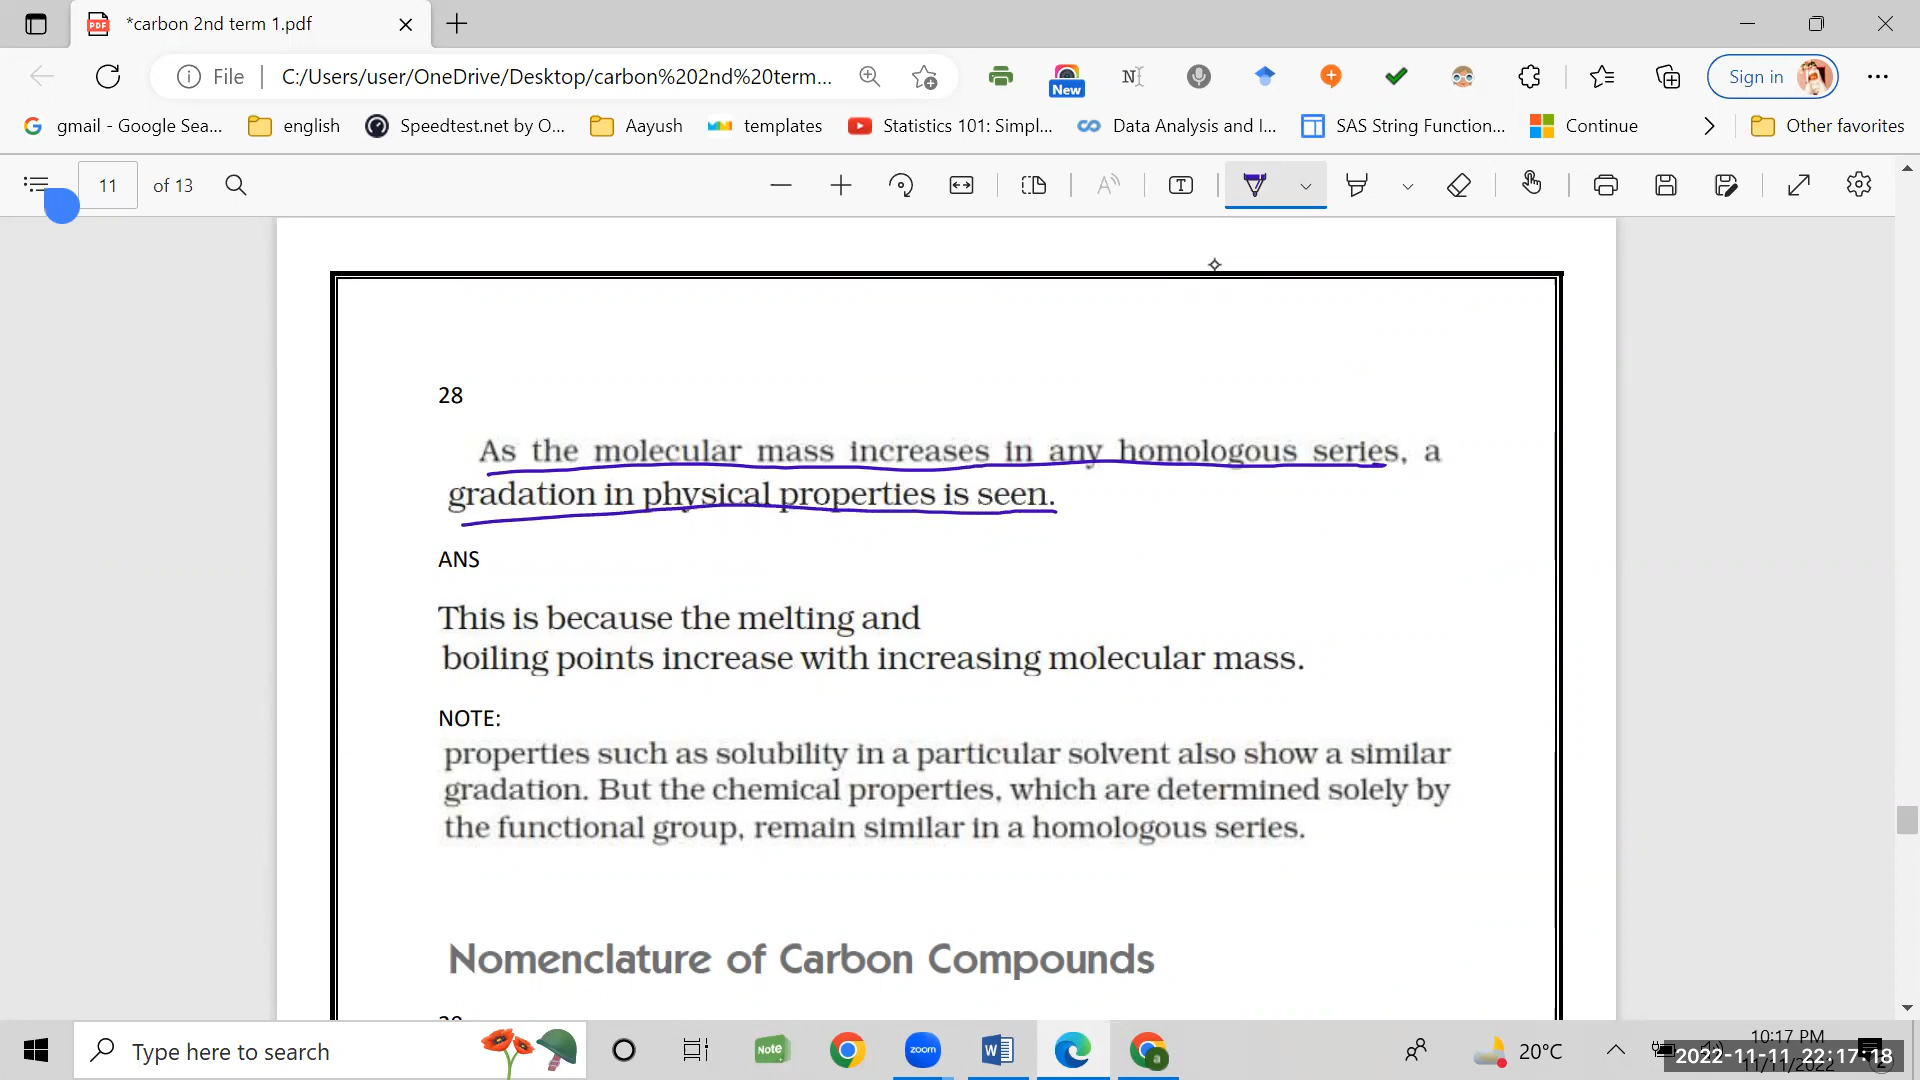 *carbon 2nd term 1.pdf
File
C:/Users/user/OneDrive/Desktop/carbon%202nd%20term...
New
Sign in
gmail - Google Sea...
english
Speedtest.net by O...
Aayush
templates
Statistics 101: Simpl...
Data Analysis and I...
SAS String Function...
Continue
Other favorites
11
of 13
28
As the molecular mass increases in any homologous series, a
gradation in physical properties is seen.
ANS
This is because the melting and
boiling points increase with increasing molecular mass.
NOTE:
properties such as solubility in a particular solvent also show a similar
gradation. But the chemical properties, which are determined solely by
the functional group, remain similar in a homologous series.
Nomenclature of Carbon Compounds
Type here to search
Note
zoom
20°C
10:17 PM
11/11/2022
2022-11-11 22:17:18